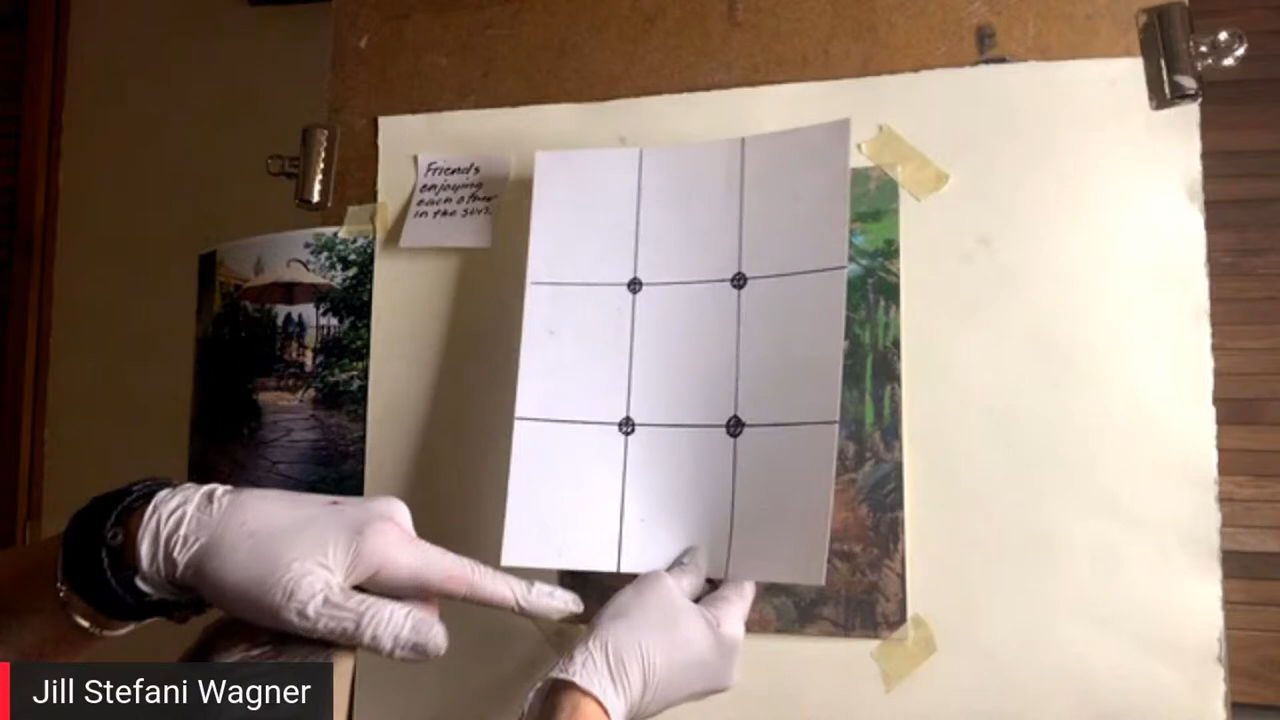 Friends
enjoying
each other
in the sun.
Jill Stefani Wagner